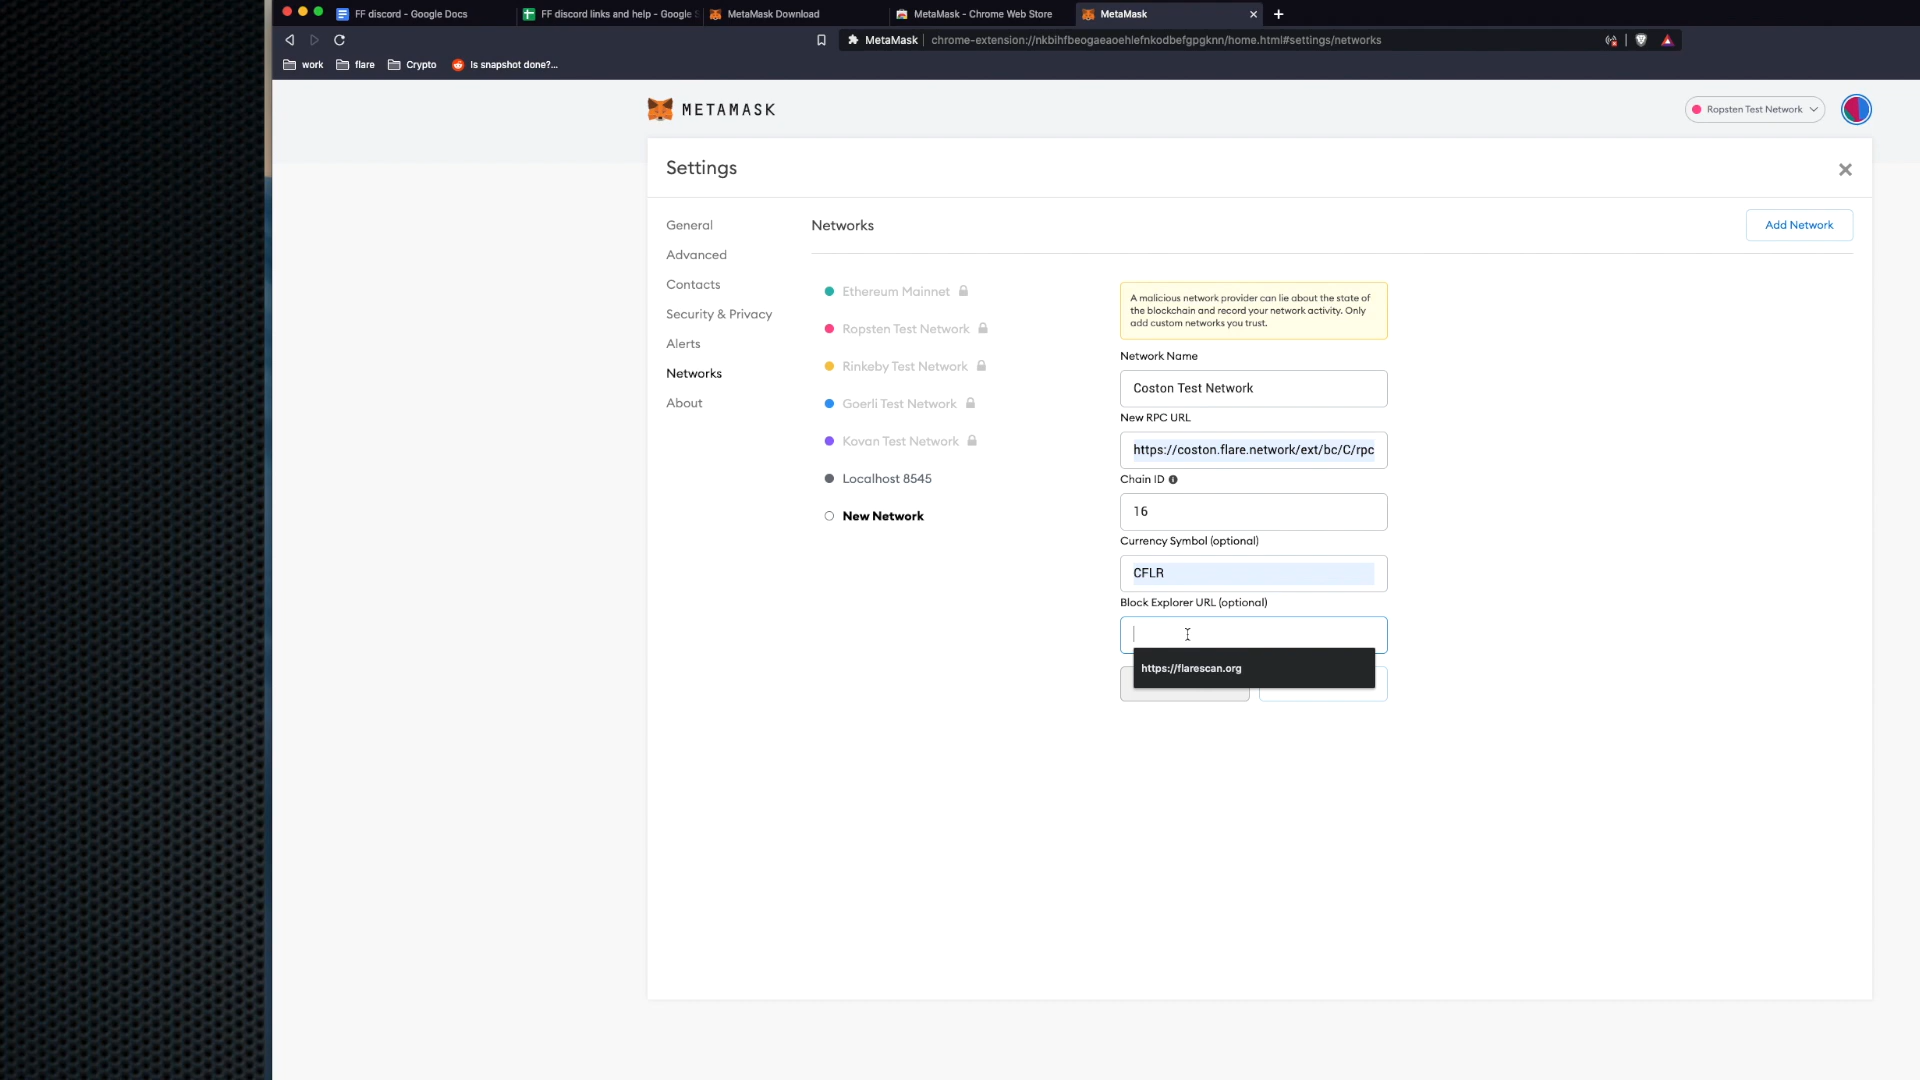 FF discord - Google Docs
FF discord links and help - Google S
MetaMask Download
MetaMask - Chrome Web Store
MetaMask
MetaMask
chrome-extension://nkbihfbeogaeaoehlefnkodbefgpgknn/home.html#settings/networks
work
flare
Crypto
Is snapshot done?...
METAMASK
Ropsten Test Network
Settings
General
Advanced
Contacts
Security & Privacy
Alerts
Networks
About
Networks
Add Network
Ethereum Mainnet
Ropsten Test Network
Rinkeby Test Network
Goerli Test Network
Kovan Test Network
Localhost 8545
New Network
A malicious network provider can lie about the state of
the blockchain and record your network activity. Only
add custom networks you trust.
Network Name
Coston Test Network
New RPC URL
https://coston.flare.network/ext/bc/C/rpc
Chain ID
16
Currency Symbol (optional)
CFLR
Block Explorer URL (optional)
https://flarescan.org